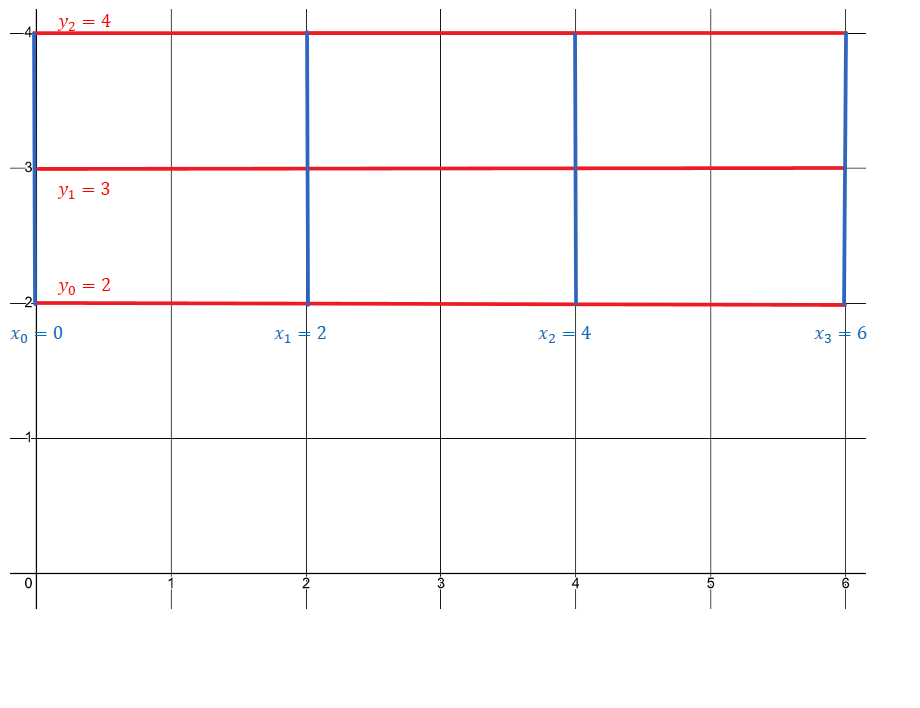 4
y₂ = 4
3
y₁ = 3
y₀ = 2
2
x₀ = 0
x₁ = 2
x₂ = 4
x₃ = 6
1
0 1 2 3 4 5 6